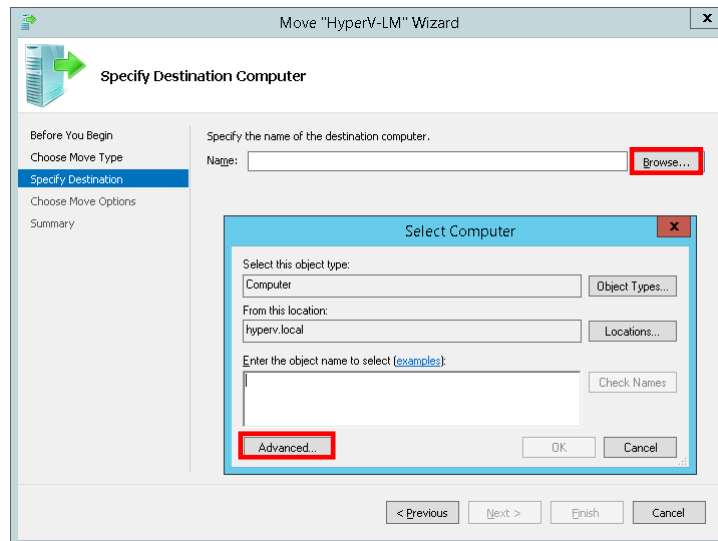 Move "HyperV-LM" Wizard
x
Specify Destination Computer
Before You Begin
Choose Move Type
Specify Destination
Choose Move Options
Summary
Specify the name of the destination computer.
Name:
Browse...
Select Computer
x
Select this object type:
Computer
Object Types...
From this location:
hyperv.local
Locations...
Enter the object name to select (examples):
Check Names
Advanced...
OK
Cancel
< Previous
Next >
Finish
Cancel